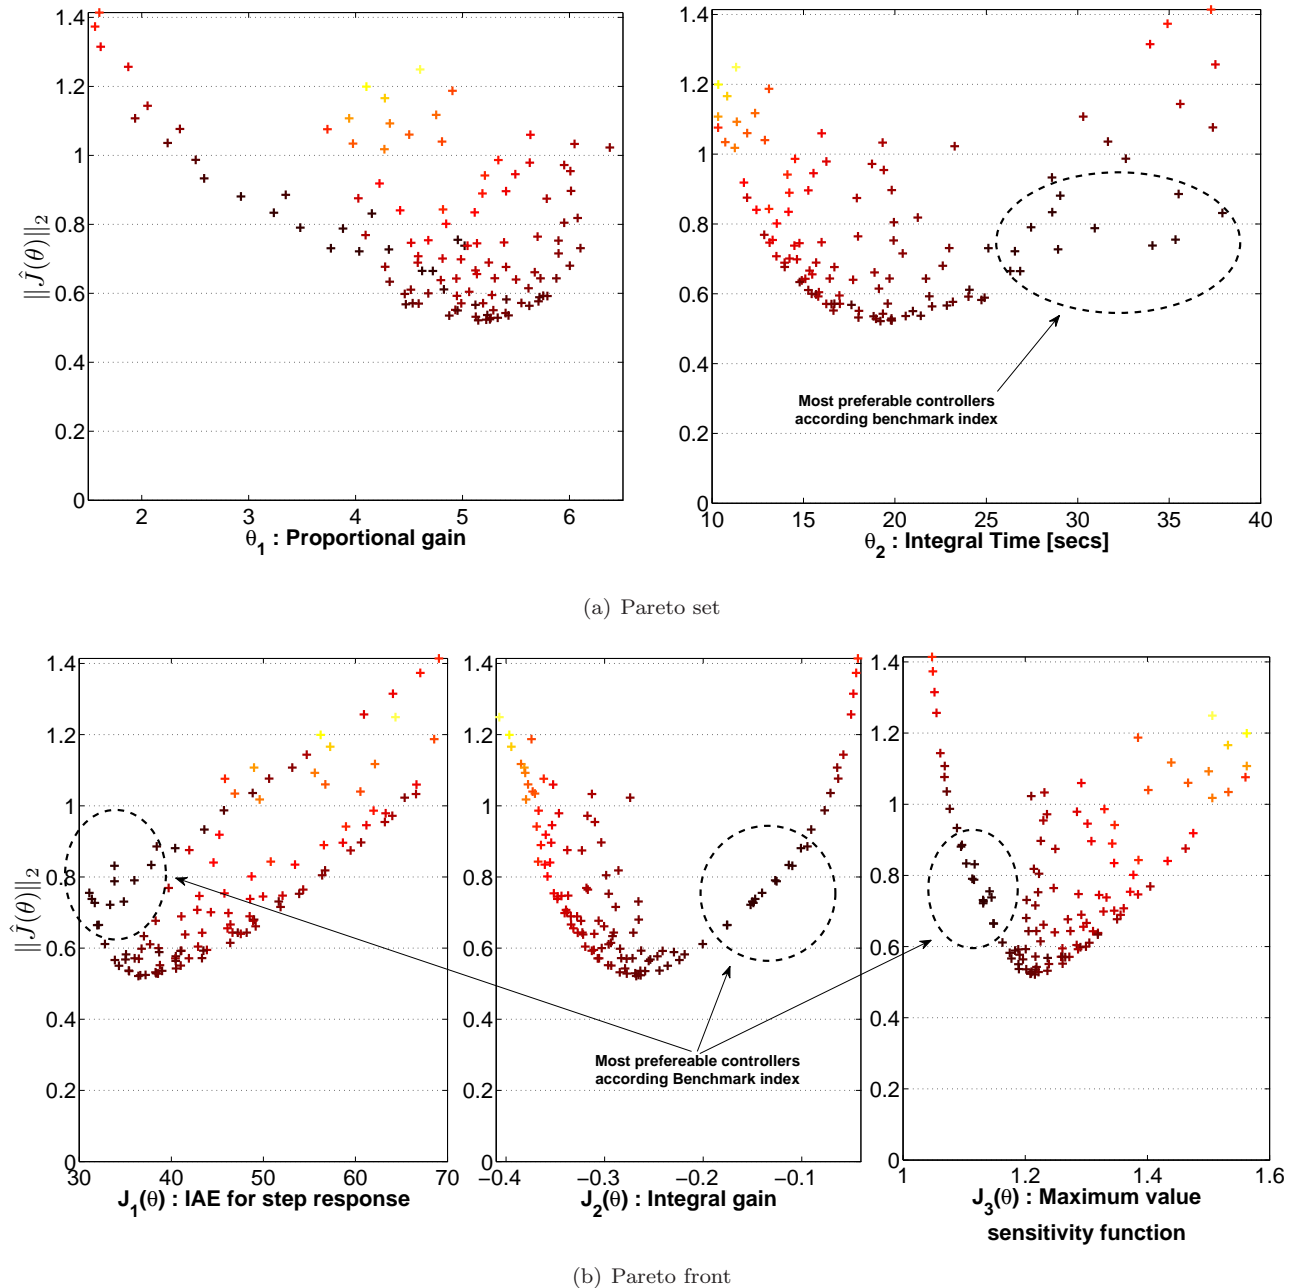 1.4
1.2
1
0.8
0.6
0.4
0.2
0
||Ĵ(θ)||₂
2 3 4 5 6
θ₁ : Proportional gain
1.4
1.2
1
0.8
0.6
0.4
0.2
0
Most preferable controllers
according benchmark index
10 15 20 25 30 35 40
θ₂ : Integral Time [secs]
(a) Pareto set
1.4
1.2
1
0.8
0.6
0.4
0.2
0
||Ĵ(θ)||₂
30 40 50 60 70
J₁(θ) : IAE for step response
1.4
1.2
1
0.8
0.6
0.4
0.2
0
Most prefereable controllers
according Benchmark index
−0.4 −0.3 −0.2 −0.1
J₂(θ) : Integral gain
1.4
1.2
1
0.8
0.6
0.4
0.2
0
1 1.2 1.4 1.6
J₃(θ) : Maximum value
sensitivity function
(b) Pareto front